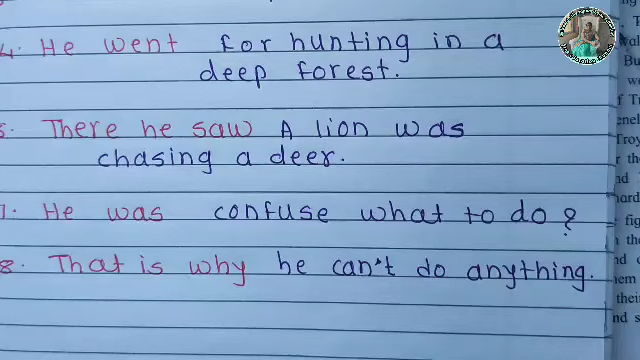 4. He went for hunting in a
deep forest.
There he saw A lion was
chasing a deer.
7. He was confuse what to do?
8. That is why he can't do anything.